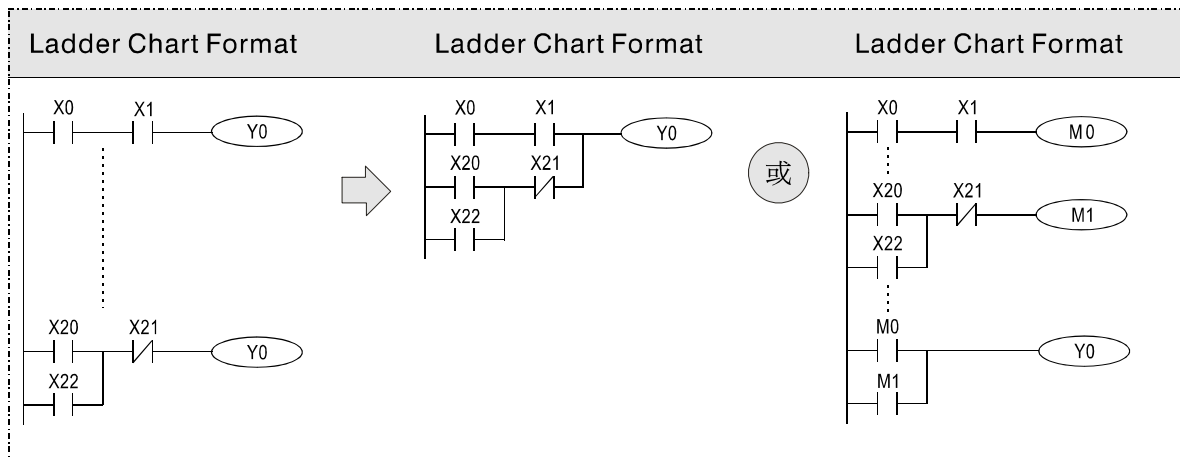 Ladder Chart Format
Ladder Chart Format
Ladder Chart Format
X0 X1
Y0
X20 X21
Y0
X22
X0 X1
Y0
X20 X21
X22
或
X0 X1
M0
X20 X21
M1
X22
M0
Y0
M1